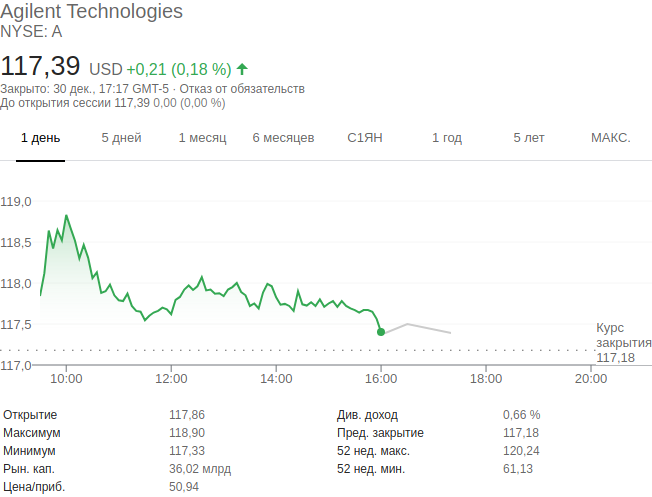 Agilent Technologies
NYSE: A
117,39 USD +0,21 (0,18 %)
Закрыто: 30 дек., 17:17 GMT-5 · Отказ от обязательств
До открытия сессии 117,39 0,00 (0,00 %)
1 день 5 дней 1 месяц 6 месяцев С1ЯН 1 год 5 лет МАКС.
119,0
118,5
118,0
117,5
Курс
закрытия
117,18
117,0
10:00 12:00 14:00 16:00 18:00 20:00
Открытие 117,86 Див. доход 0,66 %
Максимум 118,90 Пред. закрытие 117,18
Минимум 117,33 52 нед. макс. 120,24
Рын. кап. 36,02 млрд 52 нед. мин. 61,13
Цена/приб. 50,94